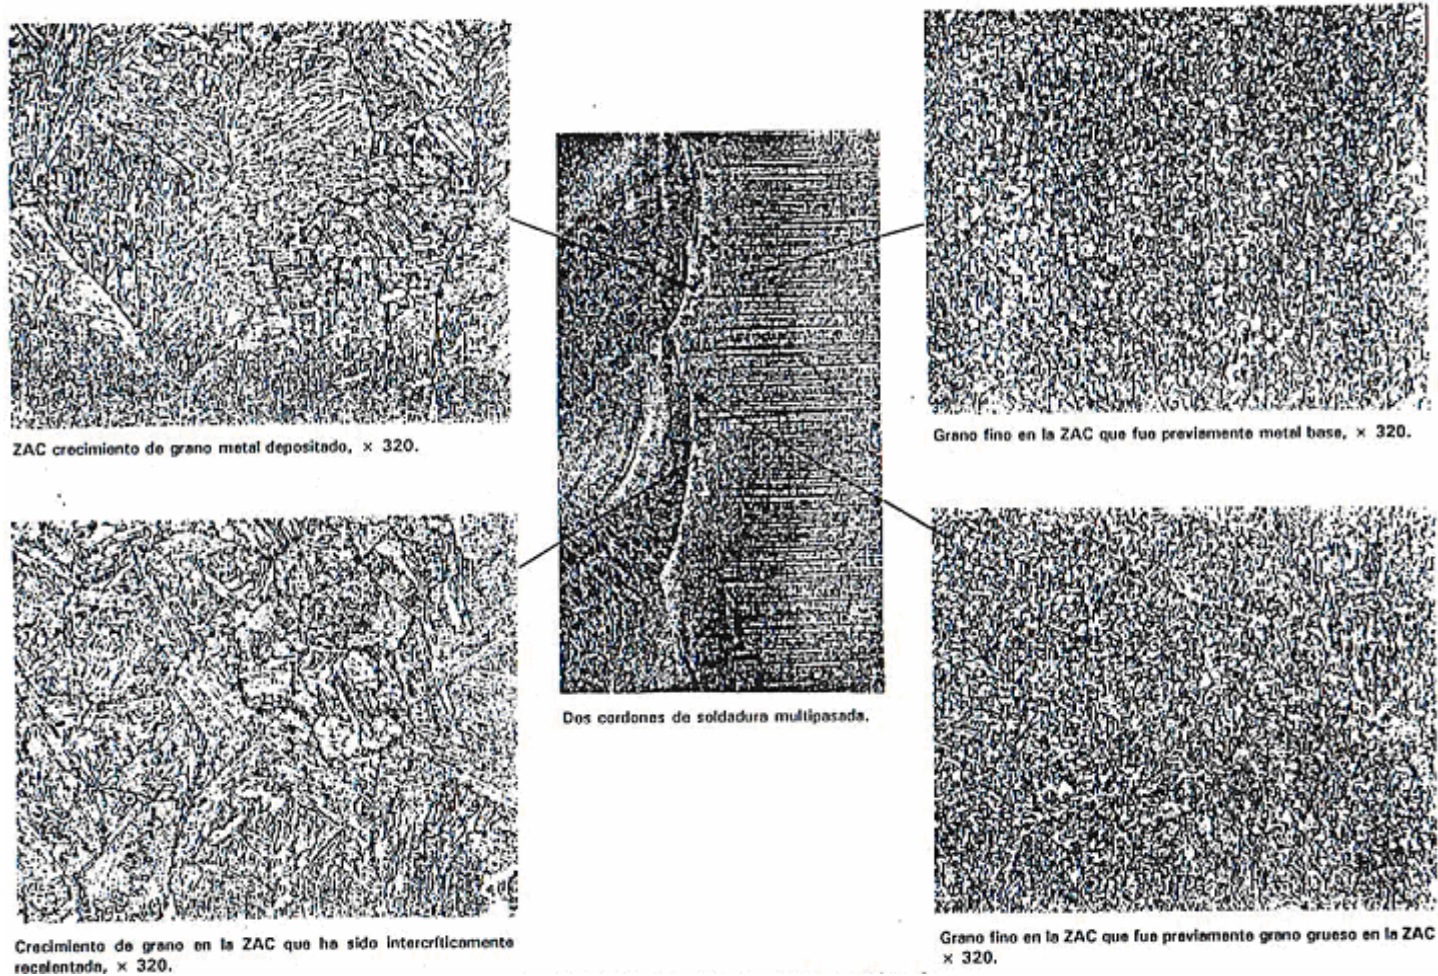 ZAC crecimiento de grano metal depositado, × 320.
Grano fino en la ZAC que fue previamente metal base, × 320.
Dos cordones de soldadura multipasada.
Crecimiento de grano en la ZAC que ha sido intercríticamente
recalentada, × 320.
Grano fino en la ZAC que fue previamente grano grueso en la ZAC
× 320.